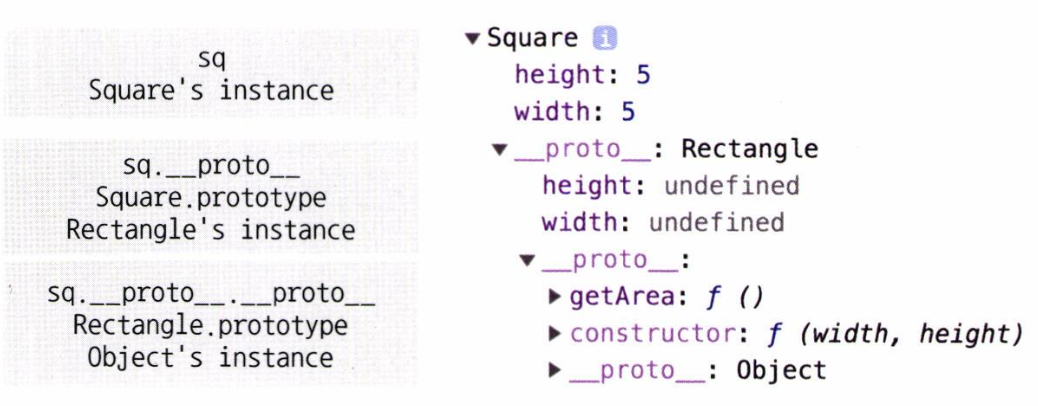 sq
Square's instance
sq.__proto__
Square.prototype
Rectangle's instance
sq.__proto__.__proto__
Rectangle.prototype
Object's instance
▼Square i
height: 5
width: 5
▼__proto__: Rectangle
height: undefined
width: undefined
▼__proto__:
▶getArea: ƒ ()
▶constructor: ƒ (width, height)
▶__proto__: Object